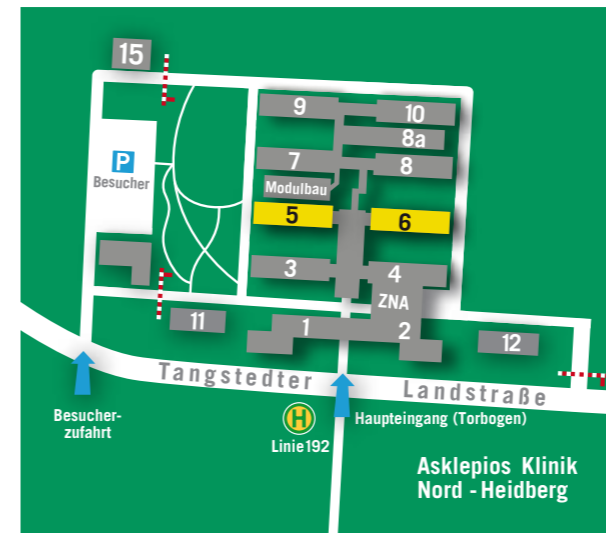 15
9
10
8a
7
8
P
Besucher
Modulbau
5
6
3
4
ZNA
11
1
2
12
Tangstedter Landstraße
Besucher-
zufahrt
H
Linie192
Haupteingang (Torbogen)
Asklepios Klinik
Nord - Heidberg